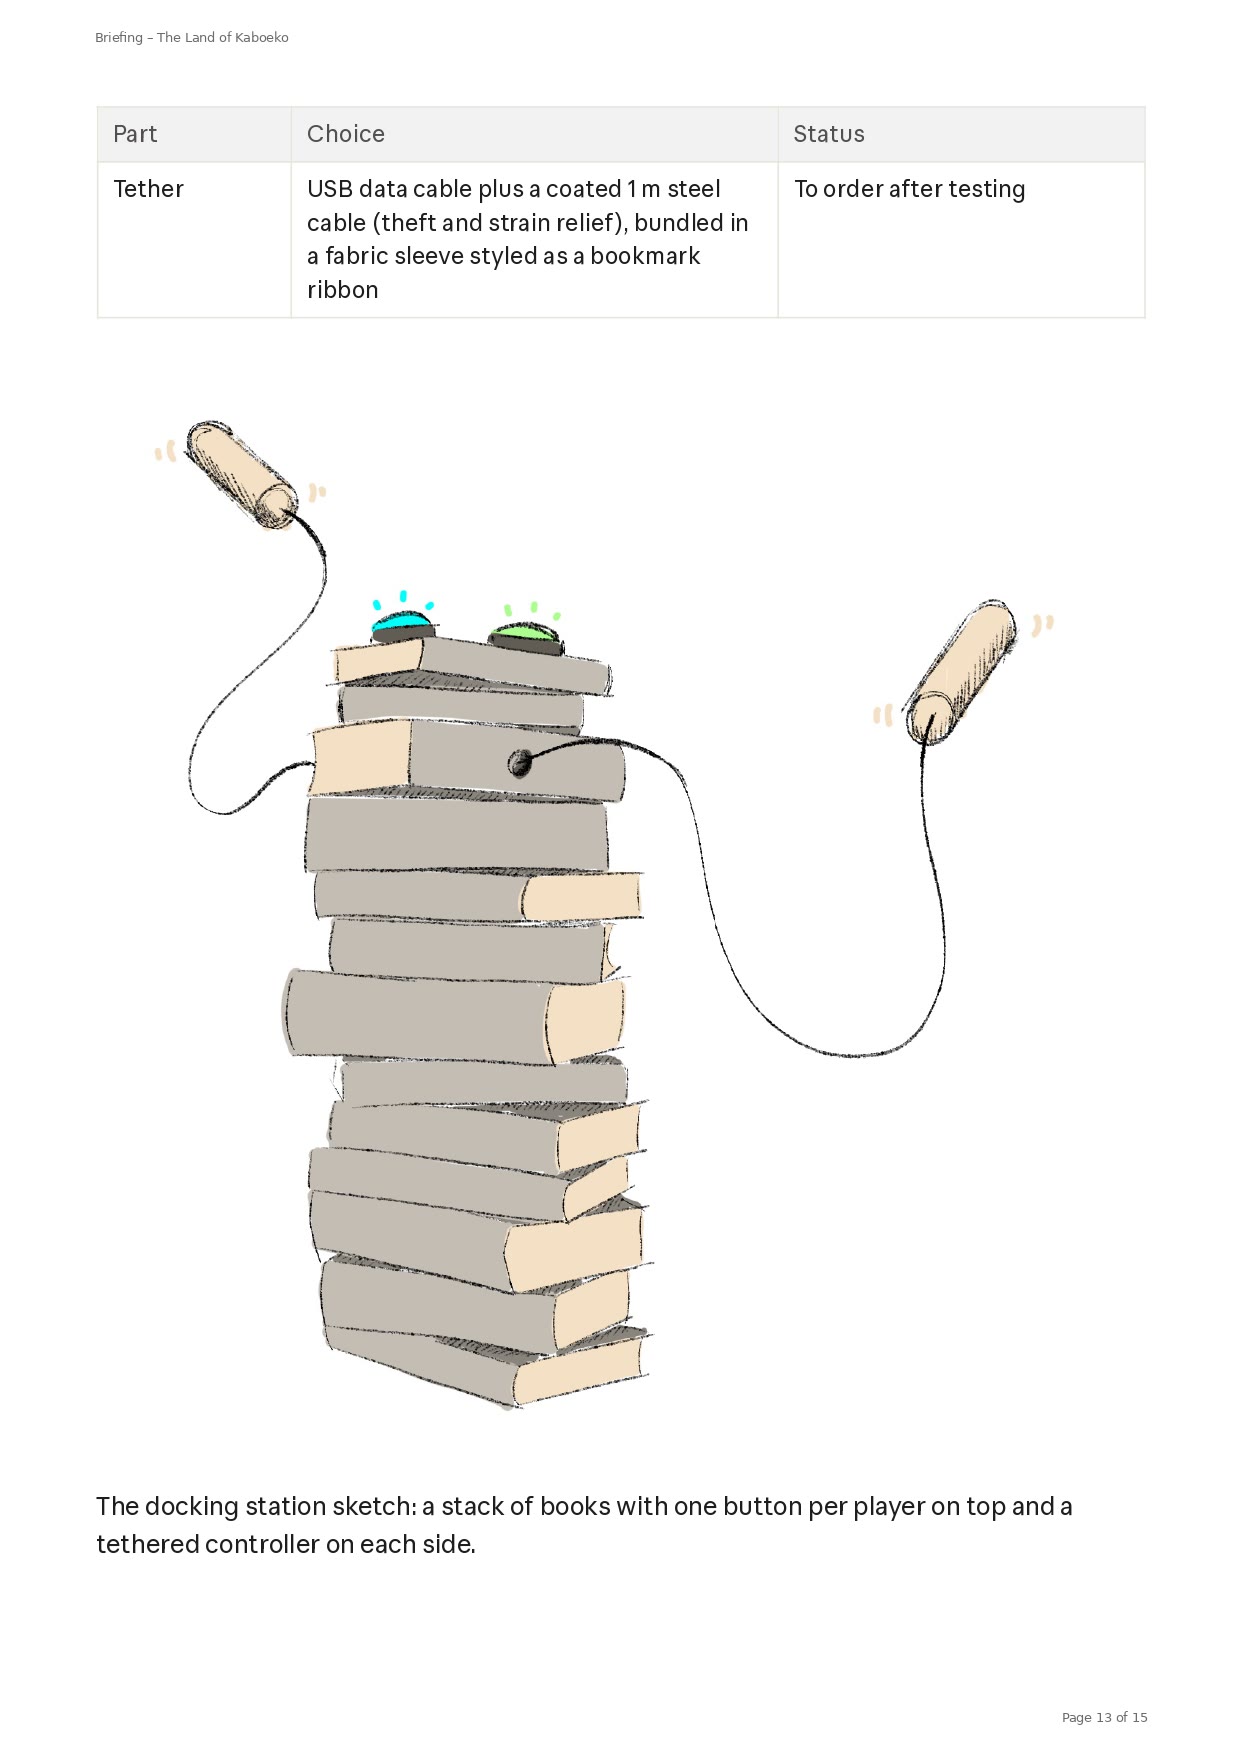 Briefing – The Land of Kaboeko
Part Choice Status
Tether USB data cable plus a coated 1 m steel To order after testing
cable (theft and strain relief), bundled in
a fabric sleeve styled as a bookmark
ribbon
The docking station sketch: a stack of books with one button per player on top and a
tethered controller on each side.
Page 13 of 15